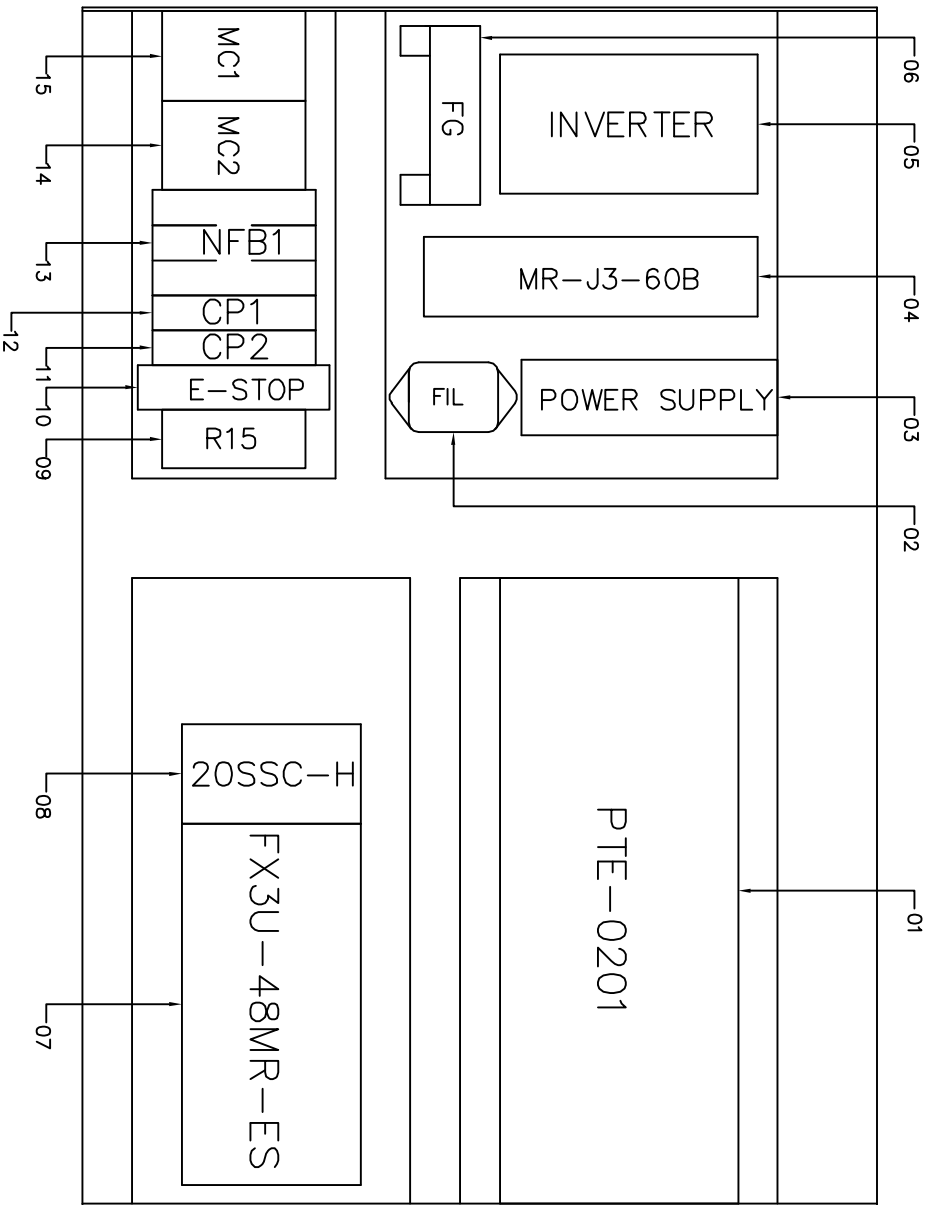 MC1
15
MC2
14
NFB1
13
CP1
12
CP2
11
E-STOP
10
R15
09
FG
06
INVERTER
05
MR-J3-60B
04
FIL
02
POWER SUPPLY
03
20SSC-H
08
FX3U-48MR-ES
07
PTE-0201
01